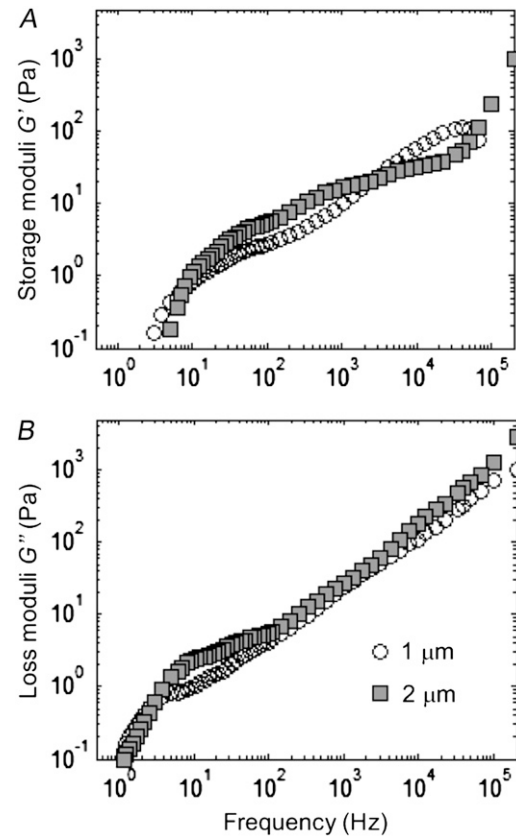 A
Storage moduli G' (Pa)
10³
10²
10¹
10⁰
10⁻¹
10⁰ 10¹ 10² 10³ 10⁴ 10⁵
B
Loss moduli G" (Pa)
10³
10²
10¹
10⁰
10⁻¹
1 μm
2 μm
10⁰ 10¹ 10² 10³ 10⁴ 10⁵
Frequency (Hz)